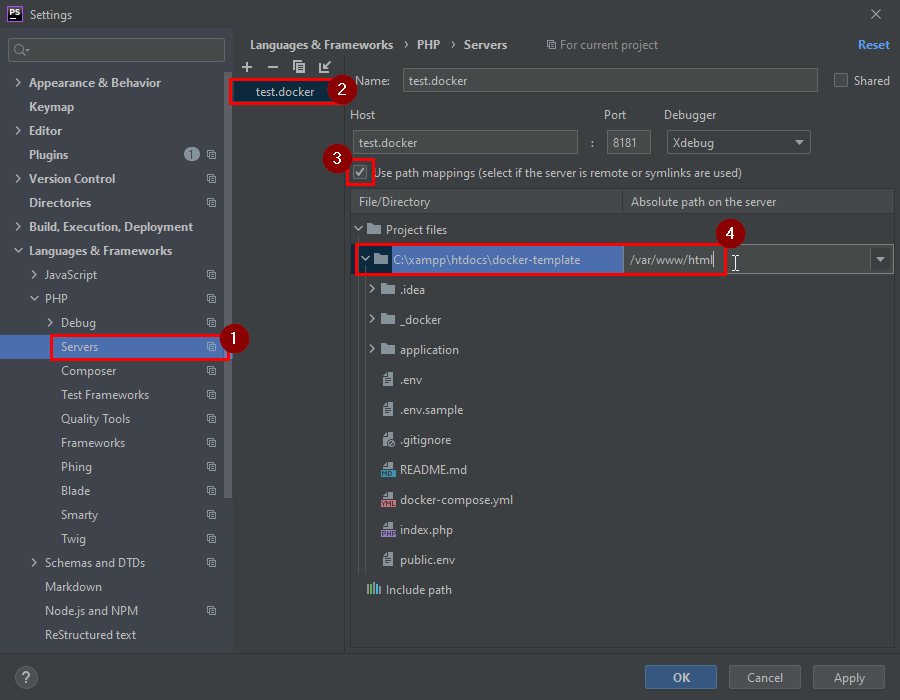 PS Settings
Languages & Frameworks › PHP › Servers For current project Reset
Appearance & Behavior
Keymap
Editor
Plugins 1
Version Control
Directories
Build, Execution, Deployment
Languages & Frameworks
JavaScript
PHP
Debug
Servers 1
Composer
Test Frameworks
Quality Tools
Frameworks
Phing
Blade
Smarty
Twig
Schemas and DTDs
Markdown
Node.js and NPM
ReStructured text
test.docker 2
Name: test.docker Shared
Host Port Debugger
test.docker : 8181 Xdebug
3 Use path mappings (select if the server is remote or symlinks are used)
File/Directory Absolute path on the server
Project files
4
C:\xampp\htdocs\docker-template /var/www/html
.idea
_docker
application
.env
.env.sample
.gitignore
MD README.md
YML docker-compose.yml
PHP index.php
public.env
Include path
? OK Cancel Apply